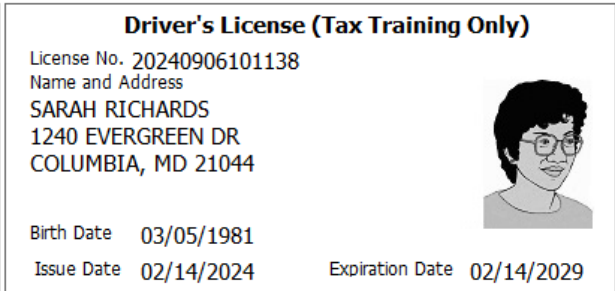 Driver's License (Tax Training Only)
License No. 20240906101138
Name and Address
SARAH RICHARDS
1240 EVERGREEN DR
COLUMBIA, MD 21044
Birth Date 03/05/1981
Issue Date 02/14/2024 Expiration Date 02/14/2029